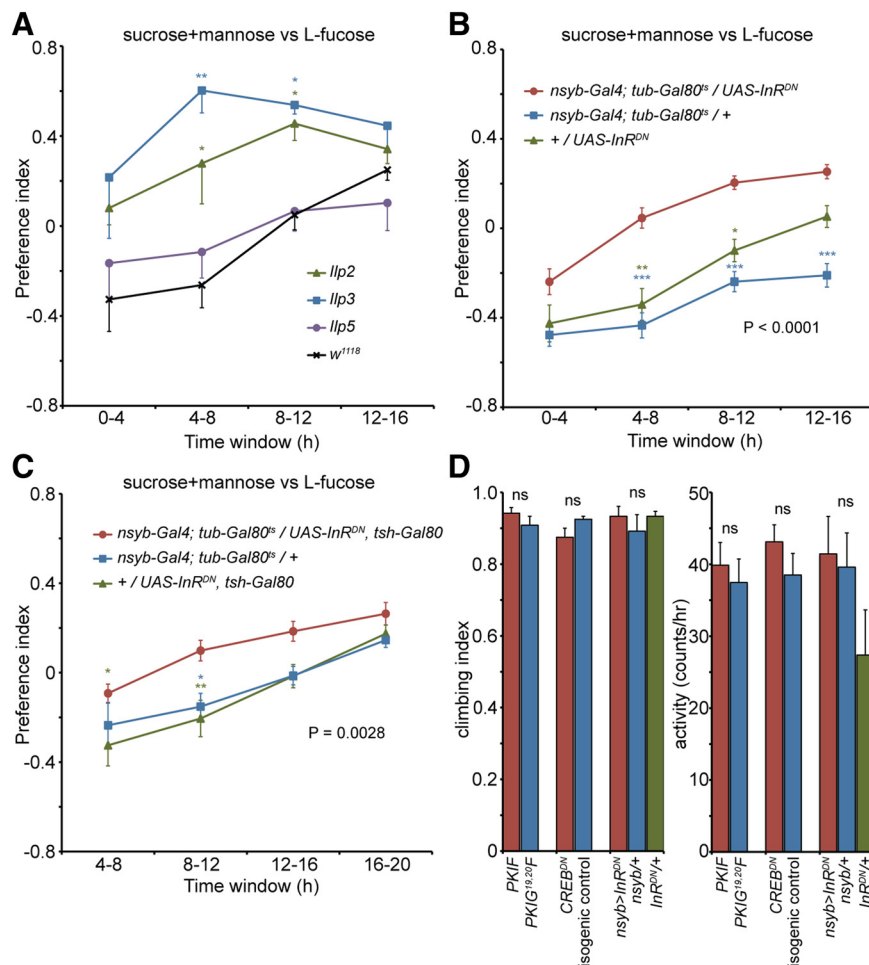 A
sucrose+mannose vs L-fucose
0.8
0.4
0
-0.4
-0.8
Preference index
Ilp2
Ilp3
Ilp5
w¹¹¹⁸
**
*
*
*
0-4 4-8 8-12 12-16
Time window (h)
B
sucrose+mannose vs L-fucose
nsyb-Gal4; tub-Gal80ᵗˢ / UAS-InRᴰᴺ
nsyb-Gal4; tub-Gal80ᵗˢ / +
+ / UAS-InRᴰᴺ
0.8
0.4
0
-0.4
-0.8
Preference index
**
***
*
***
***
P < 0.0001
0-4 4-8 8-12 12-16
Time window (h)
C
sucrose+mannose vs L-fucose
nsyb-Gal4; tub-Gal80ᵗˢ / UAS-InRᴰᴺ, tsh-Gal80
nsyb-Gal4; tub-Gal80ᵗˢ / +
+ / UAS-InRᴰᴺ, tsh-Gal80
0.8
0.4
0
-0.4
-0.8
Preference index
*
*
**
P = 0.0028
4-8 8-12 12-16 16-20
Time window (h)
D
1.0
0.8
0.6
0.4
0.2
0
climbing index
ns ns ns
PKIF
PKIG¹⁹·²⁰F
CREBᴰᴺ
isogenic control
nsyb>InRᴰᴺ
nsyb/+
InRᴰᴺ/+
50
40
30
20
10
0
activity (counts/hr)
ns ns ns
PKIF
PKIG¹⁹·²⁰F
CREBᴰᴺ
isogenic control
nsyb>InRᴰᴺ
nsyb/+
InRᴰᴺ/+